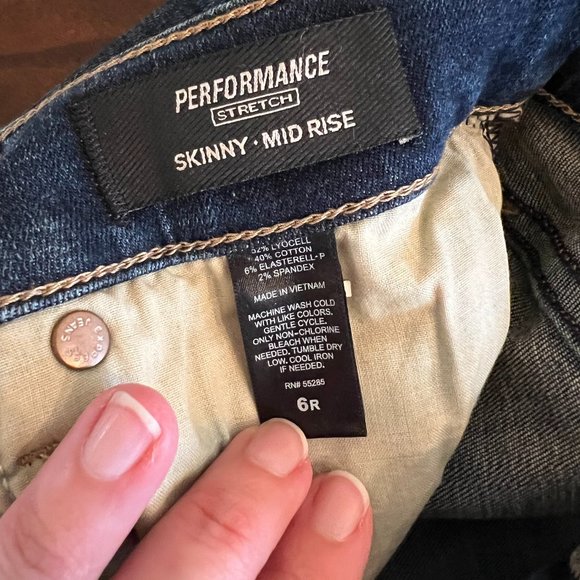 PERFORMANCE
STRETCH
SKINNY · MID RISE
52% LYOCELL
40% COTTON
6% ELASTERELL-P
2% SPANDEX
MADE IN VIETNAM
MACHINE WASH COLD
WITH LIKE COLORS.
GENTLE CYCLE.
ONLY NON-CHLORINE
BLEACH WHEN
NEEDED. TUMBLE DRY
LOW. COOL IRON
IF NEEDED.
RN# 55285
6R
EXPRESS
JEANS